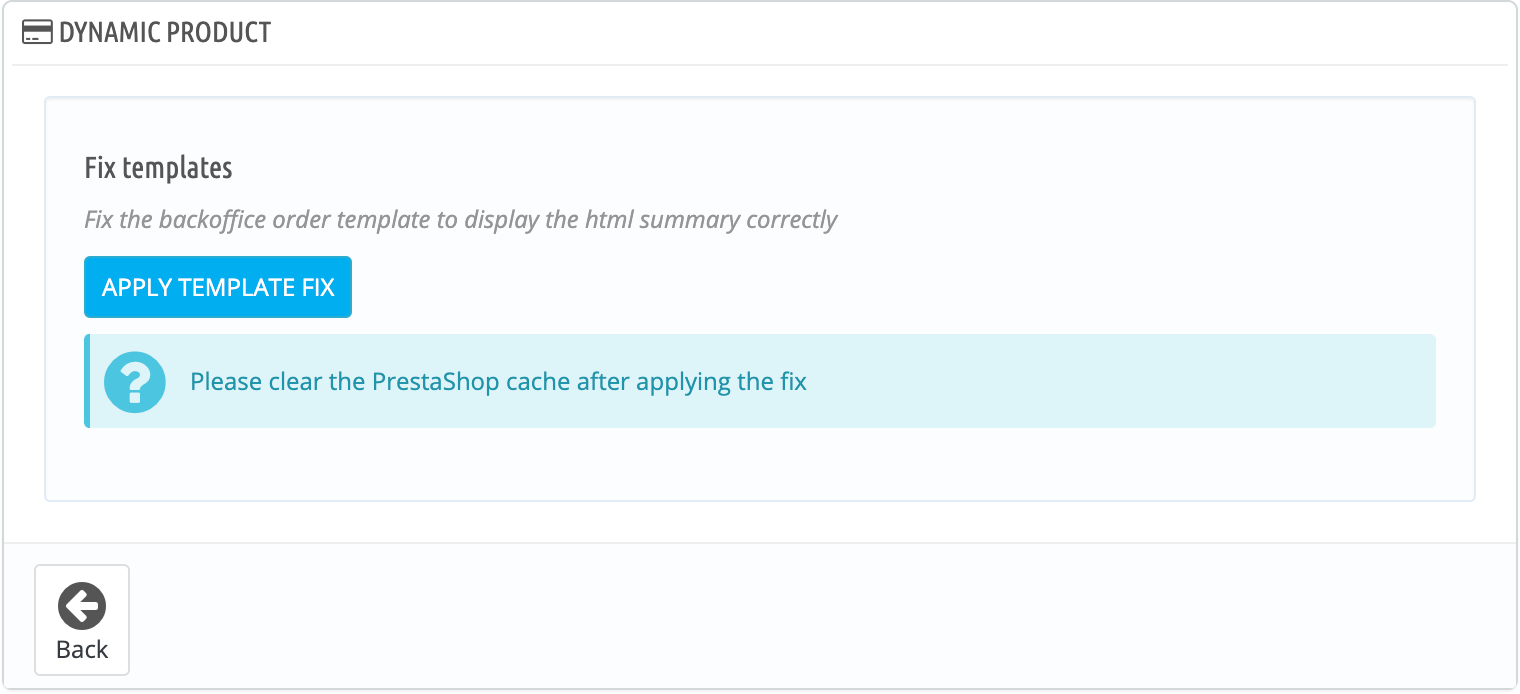 DYNAMIC PRODUCT
Fix templates
Fix the backoffice order template to display the html summary correctly
APPLY TEMPLATE FIX
Please clear the PrestaShop cache after applying the fix
Back